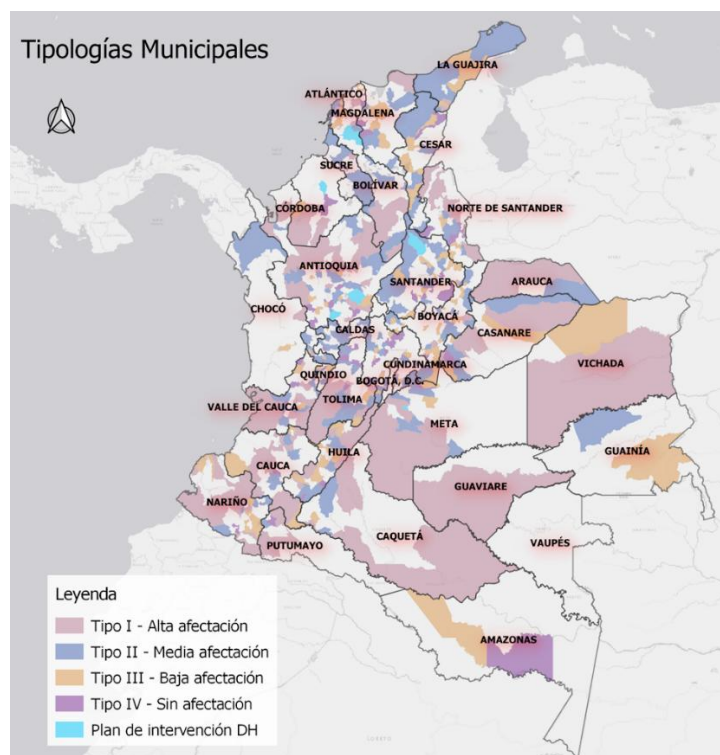 Tipologías Municipales
LA GUAJIRA
ATLÁNTICO
MAGDALENA
CESAR
SUCRE
BOLÍVAR
CÓRDOBA
NORTE DE SANTANDER
ANTIOQUIA
SANTANDER
ARAUCA
CHOCÓ
BOYACÁ
CALDAS
CASANARE
CUNDINAMARCA
QUINDIO
BOGOTÁ, D.C.
VICHADA
TOLIMA
VALLE DEL CAUCA
META
HUILA
GUAINÍA
CAUCA
GUAVIARE
NARIÑO
CAQUETÁ
VAUPÉS
PUTUMAYO
AMAZONAS
Leyenda
Tipo I - Alta afectación
Tipo II - Media afectación
Tipo III - Baja afectación
Tipo IV - Sin afectación
Plan de intervención DH